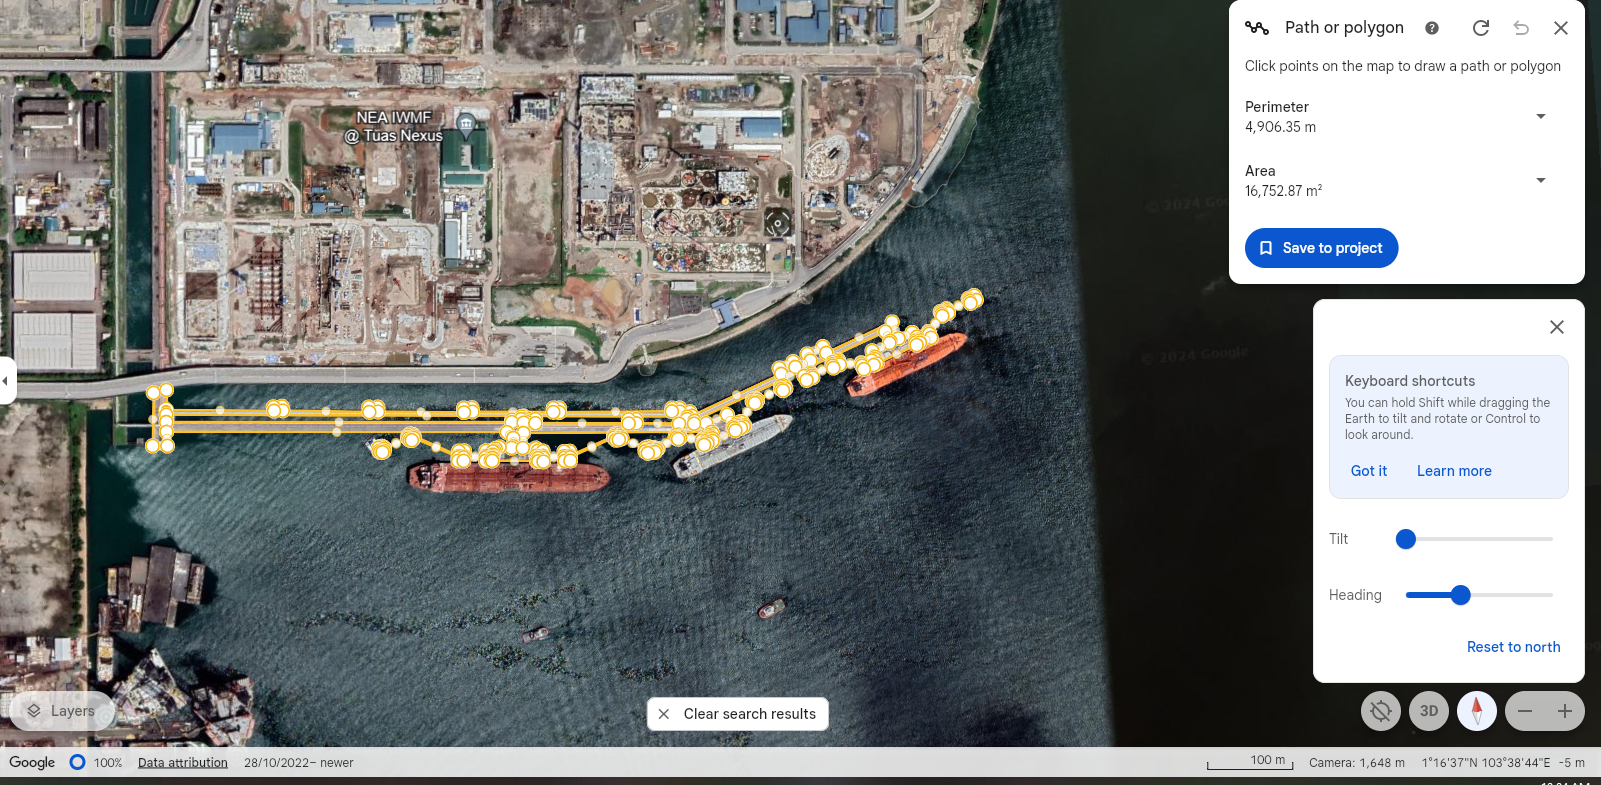 Path or polygon
Click points on the map to draw a path or polygon
Perimeter
4,906.35 m
Area
16,752.87 m²
Save to project
NEA IWMF
@ Tuas Nexus
© 2024 Goo
© 2024 Google
Keyboard shortcuts
You can hold Shift while dragging the
Earth to tilt and rotate or Control to
look around.
Got it Learn more
Tilt
Heading
Reset to north
Layers
Clear search results
3D
Google 100% Data attribution 28/10/2022– newer 100 m Camera: 1,648 m 1°16'37"N 103°38'44"E -5 m